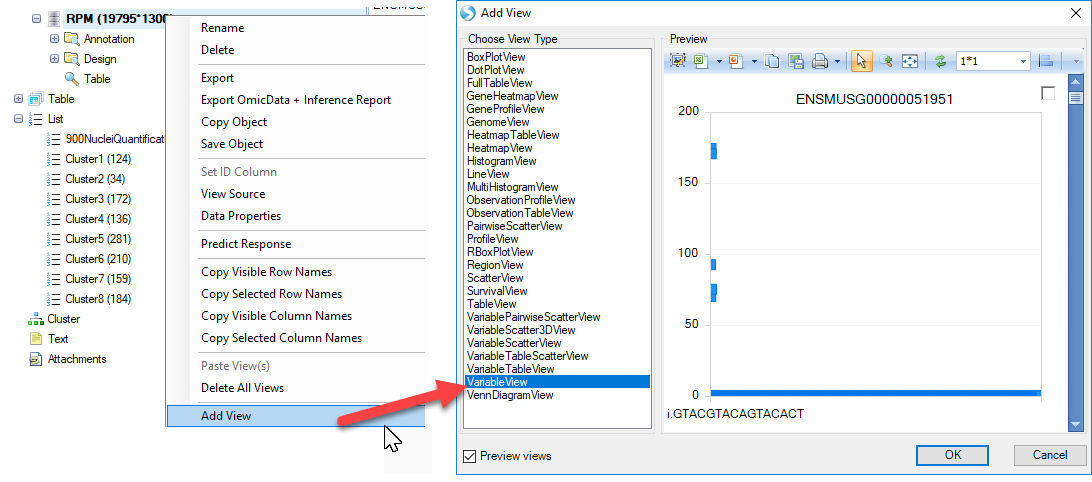 ENSMUS
RPM (19795*1300
Annotation
Design
Table
Table
List
900NucleiQuantificati
Cluster1 (124)
Cluster2 (34)
Cluster3 (172)
Cluster4 (136)
Cluster5 (281)
Cluster6 (210)
Cluster7 (159)
Cluster8 (184)
Cluster
Text
Attachments
Rename
Delete
Export
Export OmicData + Inference Report
Copy Object
Save Object
Set ID Column
View Source
Data Properties
Predict Response
Copy Visible Row Names
Copy Selected Row Names
Copy Visible Column Names
Copy Selected Column Names
Paste View(s)
Delete All Views
Add View
Add View
Choose View Type
BoxPlotView
DotPlotView
FullTableView
GeneHeatmapView
GeneProfileView
GenomeView
HeatmapTableView
HeatmapView
HistogramView
LineView
MultiHistogramView
ObservationProfileView
ObservationTableView
PairwiseScatterView
ProfileView
RBoxPlotView
RegionView
ScatterView
SurvivalView
TableView
VariablePairwiseScatterView
VariableScatter3DView
VariableScatterView
VariableTableScatterView
VariableTableView
VariableView
VennDiagramView
Preview
1*1
ENSMUSG00000051951
200
150
100
50
0
i.GTACGTACAGTACACT
Preview views
OK
Cancel